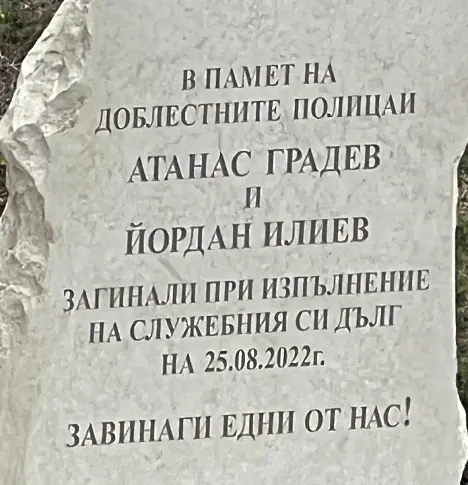 В ПАМЕТ НА
ДОБЛЕСТНИТЕ ПОЛИЦАИ
АТАНАС ГРАДЕВ
И
ЙОРДАН ИЛИЕВ
ЗАГИНАЛИ ПРИ ИЗПЪЛНЕНИЕ
НА СЛУЖЕБНИЯ СИ ДЪЛГ
НА 25.08.2022г.
ЗАВИНАГИ ЕДНИ ОТ НАС!